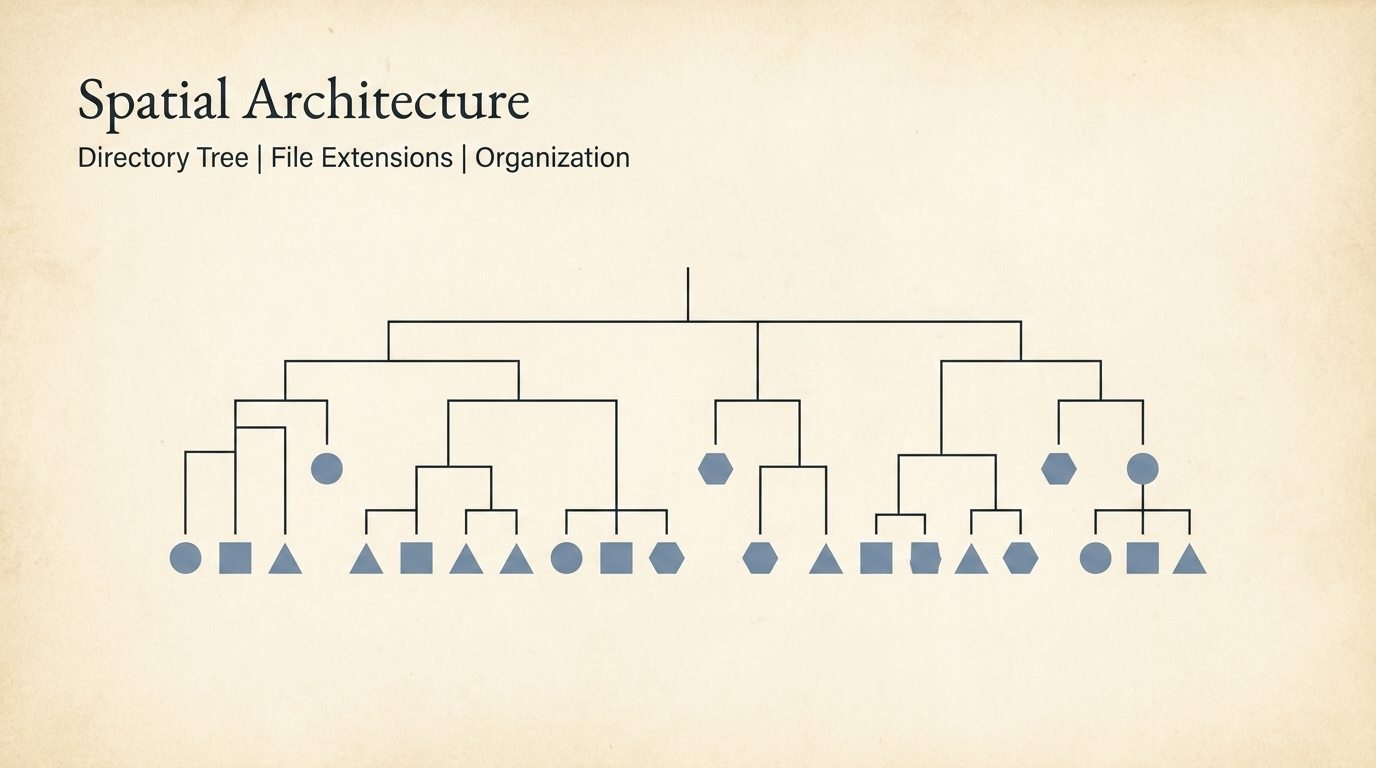 Spatial Architecture
Directory Tree | File Extensions | Organization